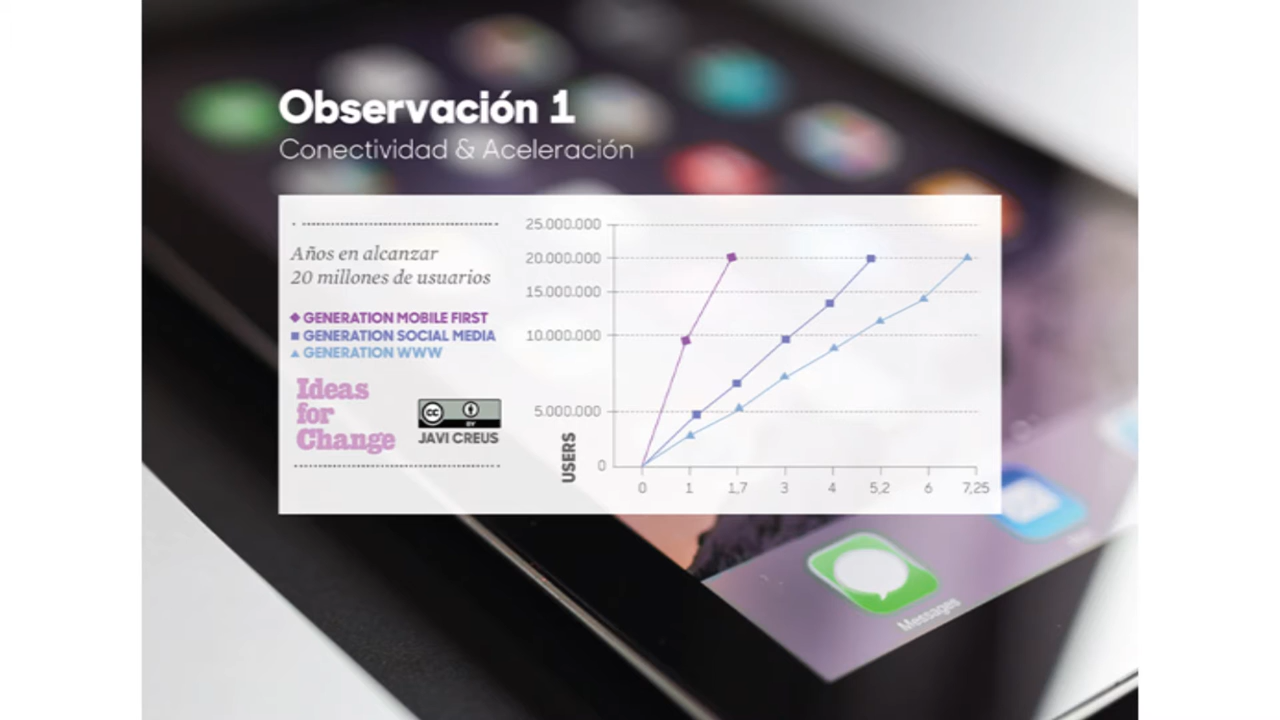 Observación 1
Conectividad & Aceleración
Años en alcanzar
20 millones de usuarios
GENERATION MOBILE FIRST
GENERATION SOCIAL MEDIA
GENERATION WWW
Ideas
for
Change
cc
BY
JAVI CREUS
25.000.000
20.000.000
15.000.000
10.000.000
5.000.000
0
USERS
0 1 1,7 3 4 5,2 6 7,25
Messages